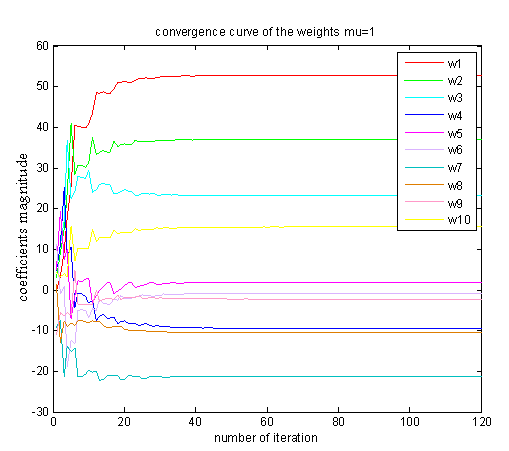 convergence curve of the weights mu=1
60
50
40
30
20
10
0
-10
-20
-30
coefficients magnitude
w1
w2
w3
w4
w5
w6
w7
w8
w9
w10
0 20 40 60 80 100 120
number of iteration